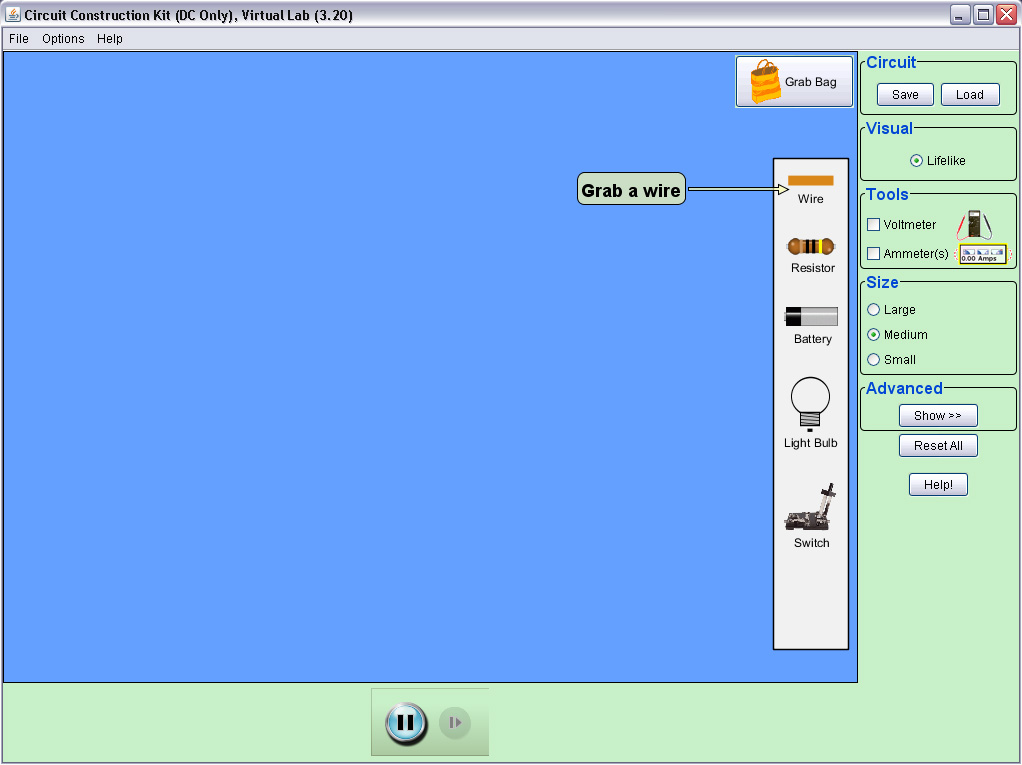 Circuit Construction Kit (DC Only), Virtual Lab (3.20)
File Options Help
Grab Bag
Grab a wire
Wire
Resistor
Battery
Light Bulb
Switch
Circuit
Save Load
Visual
Lifelike
Tools
Voltmeter
Ammeter(s)
0.00 Amps
Size
Large
Medium
Small
Advanced
Show >>
Reset All
Help!